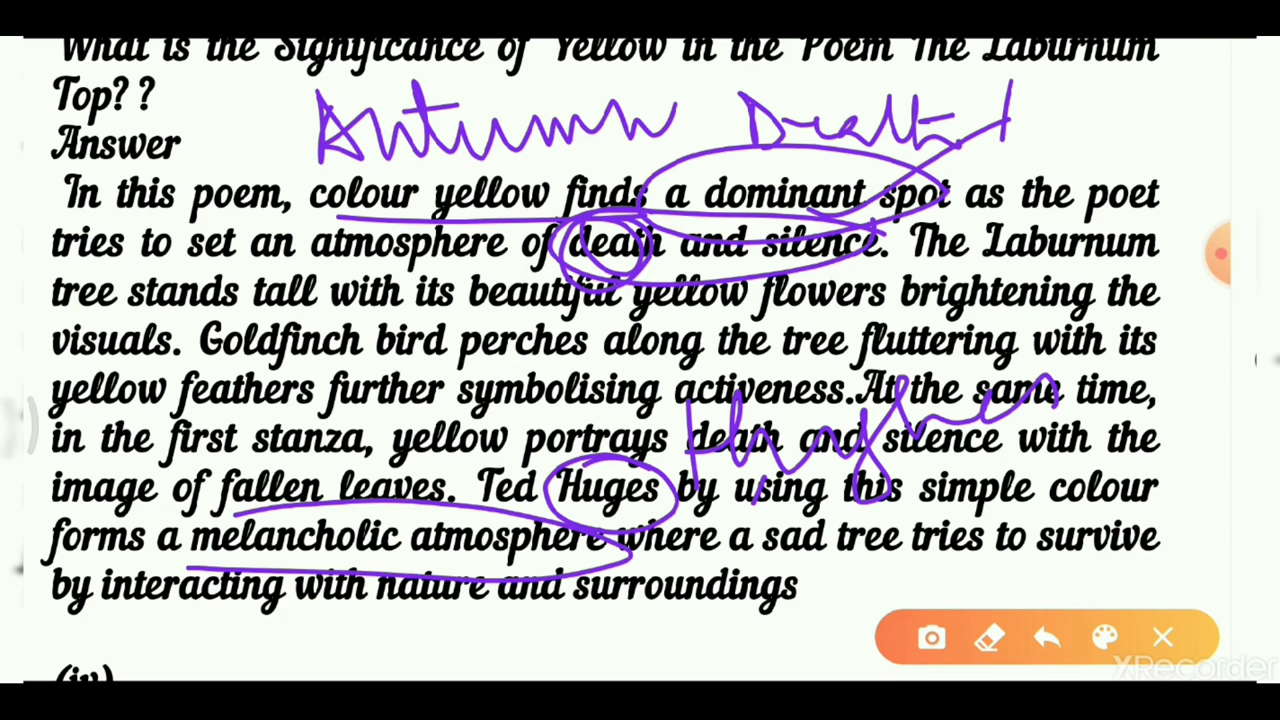 What is the Significance of Yellow in the Poem The Laburnum
Top? ?
Autumn Death
Answer
In this poem, colour yellow finds a dominant spot as the poet
tries to set an atmosphere of death and silence. The Laburnum
tree stands tall with its beautiful yellow flowers brightening the
visuals. Goldfinch bird perches along the tree fluttering with its
yellow feathers further symbolising activeness.At the same time,
Hughes
in the first stanza, yellow portrays death and silence with the
image of fallen leaves. Ted Huges by using this simple colour
forms a melancholic atmosphere where a sad tree tries to survive
by interacting with nature and surroundings
XRecorder
(iv)